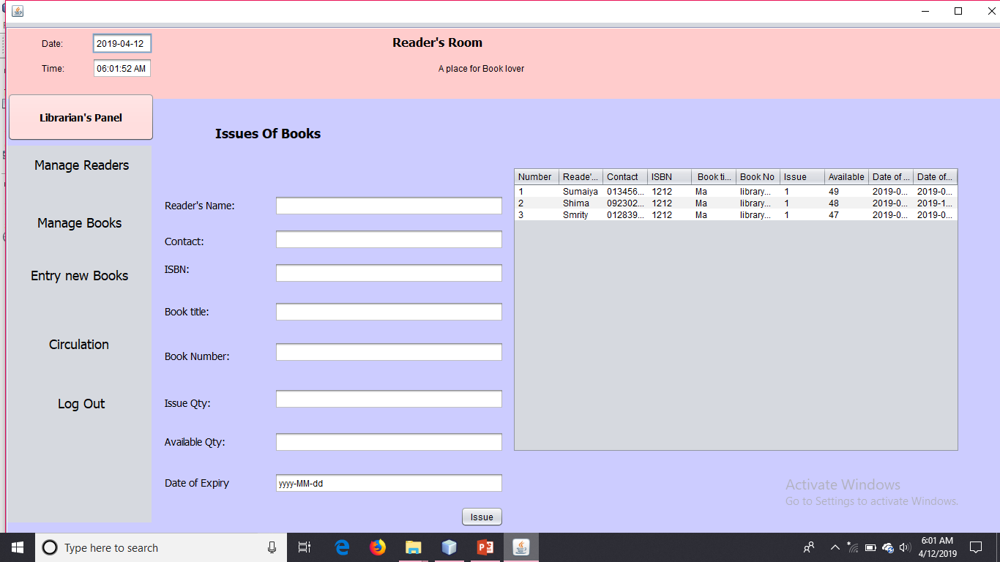 Date:
2019-04-12
Reader's Room
Time:
06:01:52 AM
A place for Book lover
Librarian's Panel
Issues Of Books
Manage Readers
Manage Books
Entry new Books
Circulation
Log Out
Reader's Name:
Contact:
ISBN:
Book title:
Book Number:
Issue Qty:
Available Qty:
Date of Expiry
yyyy-MM-dd
Issue
Number Reade'... Contact ISBN Book ti... Book No Issue Available Date of ... Date of...
1 Sumaiya 013456... 1212 Ma library... 1 49 2019-0... 2019-0...
2 Shima 092302... 1212 Ma library... 1 48 2019-0... 2019-1...
3 Smrity 012839... 1212 Ma library... 1 47 2019-0... 2019-0...
Activate Windows
Go to Settings to activate Windows.
Type here to search
6:01 AM
4/12/2019